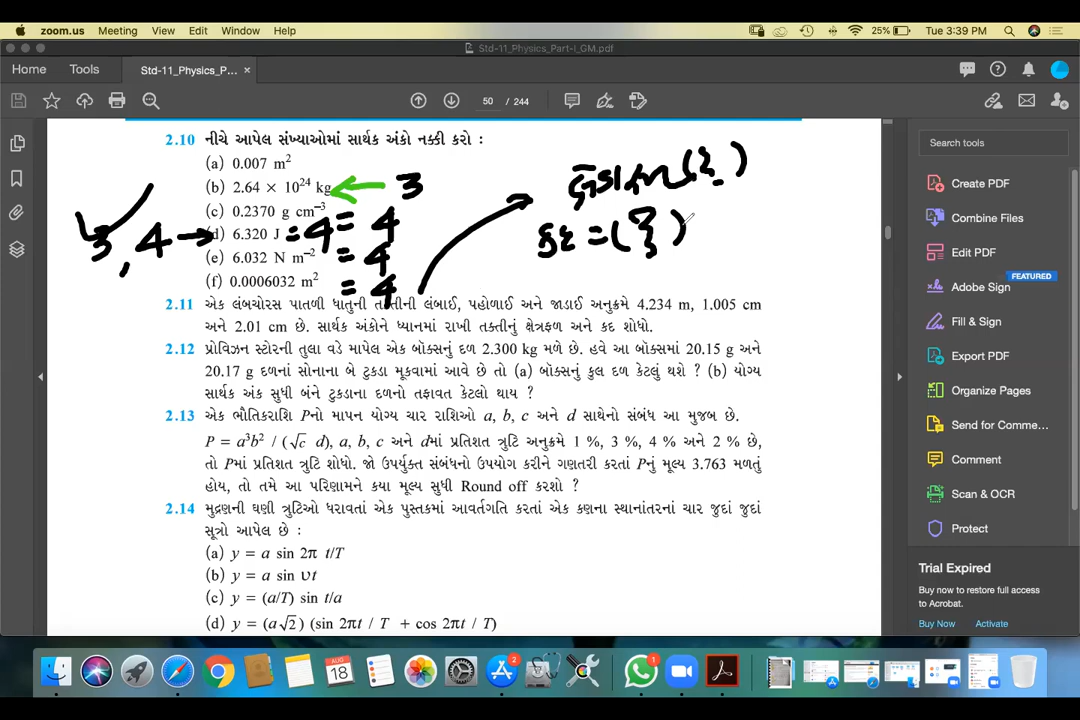 zoom.us Meeting View Edit Window Help 25% Tue 3:39 PM
Std-11_Physics_Part-I_GM.pdf
Home Tools Std-11_Physics_P... ×
50 / 244
Search tools
2.10 નીચે આપેલ સંખ્યાઓમાં સાર્થક અંકો નક્કી કરો :
(a) 0.007 m²
(b) 2.64 × 10²⁴ kg 3
(c) 0.2370 g cm⁻³ = 4
3, 4 (d) 6.320 J = 4
(e) 6.032 N m⁻² = 4
(f) 0.0006032 m² = 4
કદ = ( }
2.11 એક લંબચોરસ પાતળી ધાતુની તક્તીની લંબાઈ, પહોળાઈ અને જાડાઈ અનુક્રમે 4.234 m, 1.005 cm
અને 2.01 cm છે. સાર્થક અંકોને ધ્યાનમાં રાખી તક્તીનું ક્ષેત્રફળ અને કદ શોધો.
2.12 પ્રોવિઝન સ્ટોરની તુલા વડે માપેલ એક બૉક્સનું દળ 2.300 kg મળે છે. હવે આ બૉક્સમાં 20.15 g અને
20.17 g દળનાં સોનાના બે ટુકડા મૂકવામાં આવે છે તો (a) બૉક્સનું કુલ દળ કેટલું થશે ? (b) યોગ્ય
સાર્થક અંક સુધી બંને ટુકડાના દળનો તફાવત કેટલો થાય ?
2.13 એક ભૌતિકરાશિ Pનો માપન યોગ્ય ચાર રાશિઓ a, b, c અને d સાથેનો સંબંધ આ મુજબ છે.
P = a³b² / (√c d), a, b, c અને dમાં પ્રતિશત ત્રુટિ અનુક્રમે 1 %, 3 %, 4 % અને 2 % છે,
તો Pમાં પ્રતિશત ત્રુટિ શોધો. જો ઉપર્યુક્ત સંબંધનો ઉપયોગ કરીને ગણતરી કરતાં Pનું મૂલ્ય 3.763 મળતું
હોય, તો તમે આ પરિણામને કયા મૂલ્ય સુધી Round off કરશો ?
2.14 મુદ્રણની ઘણી ત્રુટિઓ ધરાવતાં એક પુસ્તકમાં આવર્તગતિ કરતાં એક કણના સ્થાનાંતરનાં ચાર જુદાં જુદાં
સૂત્રો આપેલ છે :
(a) y = a sin 2π t/T
(b) y = a sin υt
(c) y = (a/T) sin t/a
(d) y = (a√2) (sin 2πt / T + cos 2πt / T)
Create PDF
Combine Files
Edit PDF
FEATURED
Adobe Sign
Fill & Sign
Export PDF
Organize Pages
Send for Comme...
Comment
Scan & OCR
Protect
Trial Expired
Buy now to restore full access
to Acrobat.
Buy Now Activate
AUG
18
2
1